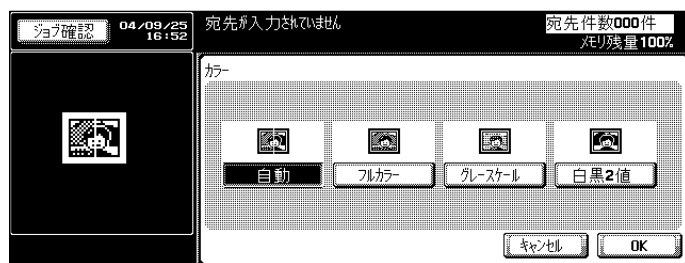 ジョブ確認
04/09/25
16:52
宛先が入力されていません
宛先件数000件
メモリ残量100%
カラー
自動
フルカラー
グレースケール
白黒2値
キャンセル
OK